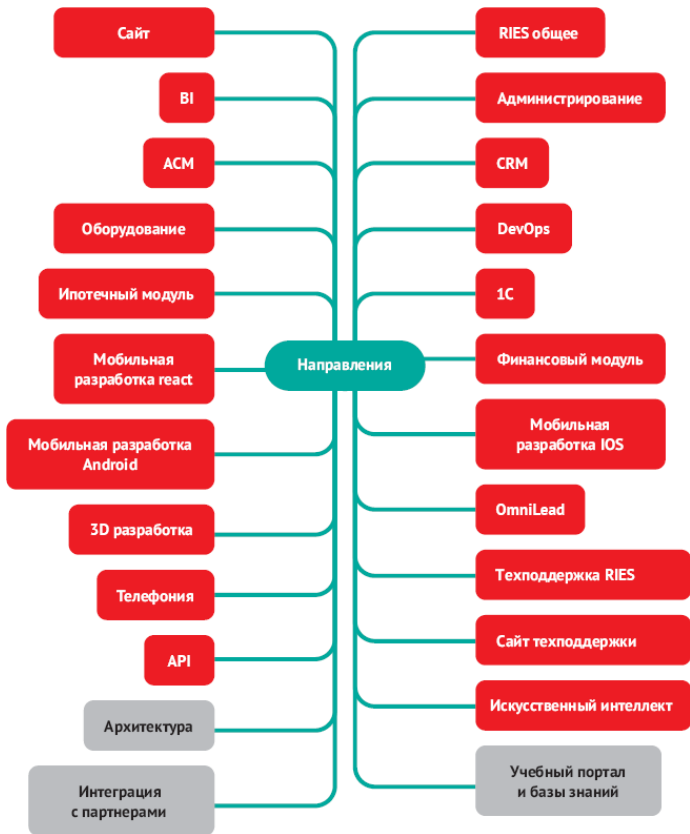 Сайт
BI
ACM
Оборудование
Ипотечный модуль
Мобильная
разработка react
Мобильная разработка
Android
3D разработка
Телефония
API
Архитектура
Интеграция
с партнерами
Направления
RIES общее
Администрирование
CRM
DevOps
1C
Финансовый модуль
Мобильная
разработка IOS
OmniLead
Техподдержка RIES
Сайт техподдержки
Искусственный интеллект
Учебный портал
и базы знаний